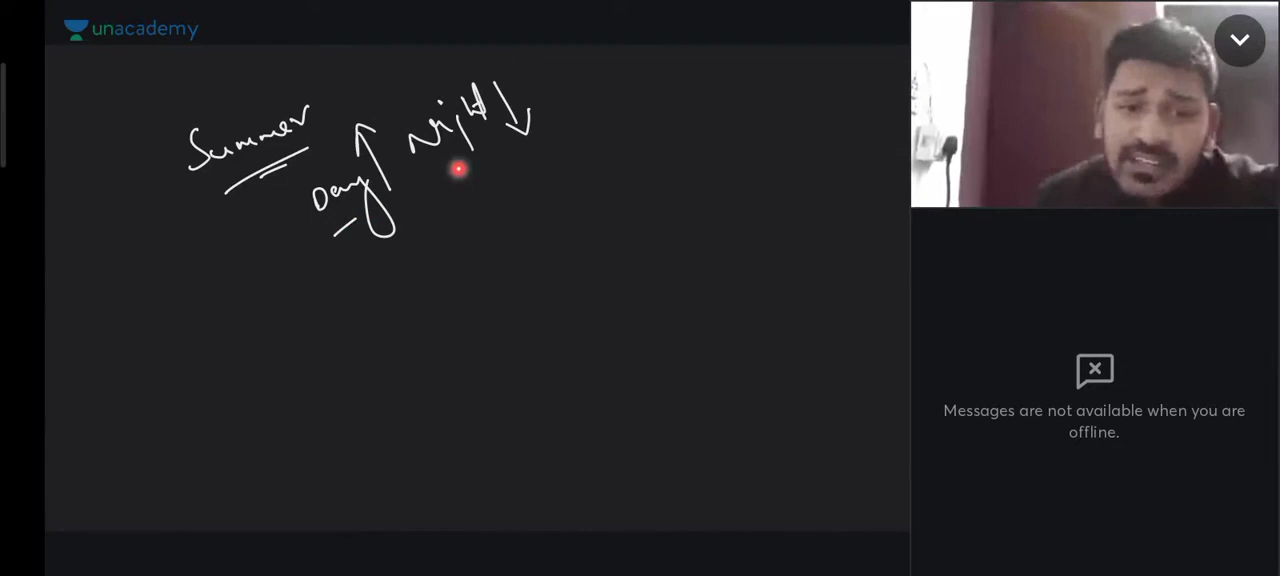 unacademy
Summer Day ↑ Night ↓
Messages are not available when you are
offline.